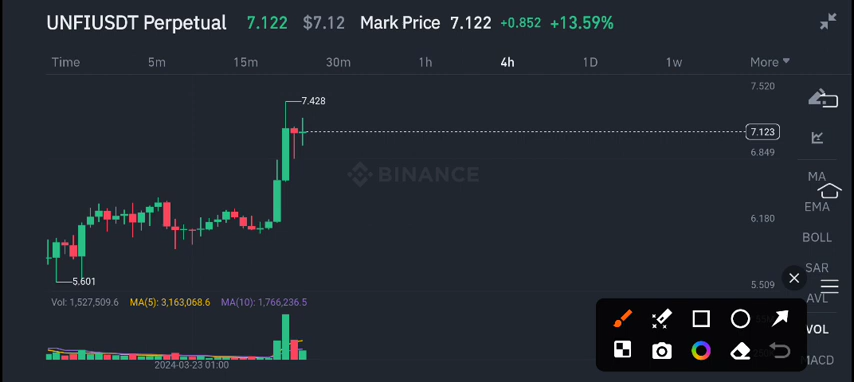 UNFIUSDT Perpetual 7.122 $7.12 Mark Price 7.122 +0.852 +13.59%
Time 5m 15m 30m 1h 4h 1D 1w More
7.520
7.428
7.123
6.849
BINANCE
MA
EMA
6.180
BOLL
SAR
5.601
5.509
AVL
Vol: 1,527,509.6 MA(5): 3,163,068.6 MA(10): 1,766,236.5
VOL
MACD
2024-03-23 01:00